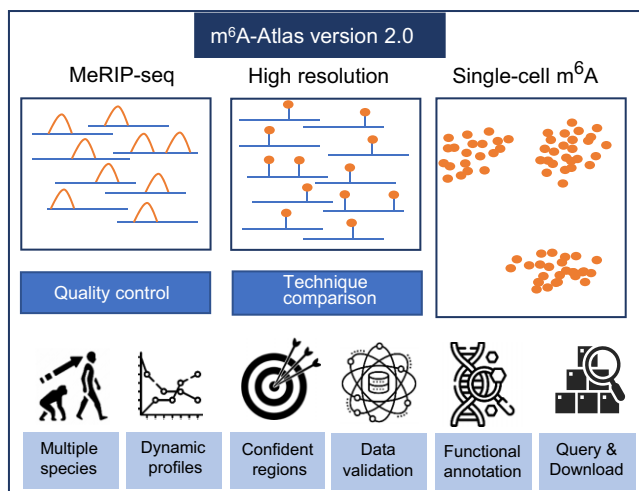 m⁶A-Atlas version 2.0
MeRIP-seq
High resolution
Single-cell m⁶A
Quality control
Technique
comparison
Multiple
species
Dynamic
profiles
Confident
regions
Data
validation
Functional
annotation
Query &
Download